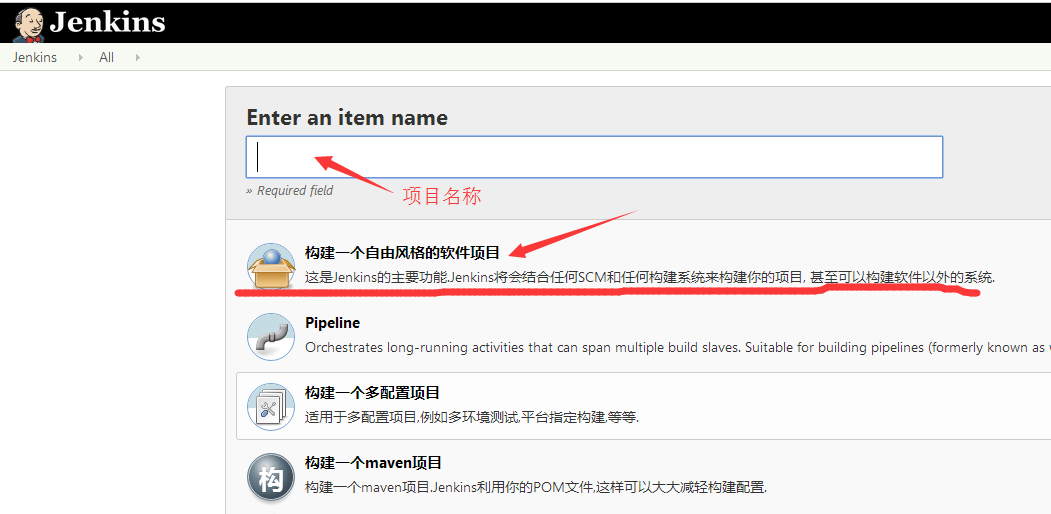 Jenkins
Jenkins All
Enter an item name
» Required field
项目名称
构建一个自由风格的软件项目
这是Jenkins的主要功能.Jenkins将会结合任何SCM和任何构建系统来构建你的项目, 甚至可以构建软件以外的系统.
Pipeline
Orchestrates long-running activities that can span multiple build slaves. Suitable for building pipelines (formerly known as
构建一个多配置项目
适用于多配置项目,例如多环境测试,平台指定构建,等等.
构
构建一个maven项目
构建一个maven项目.Jenkins利用你的POM文件,这样可以大大减轻构建配置.